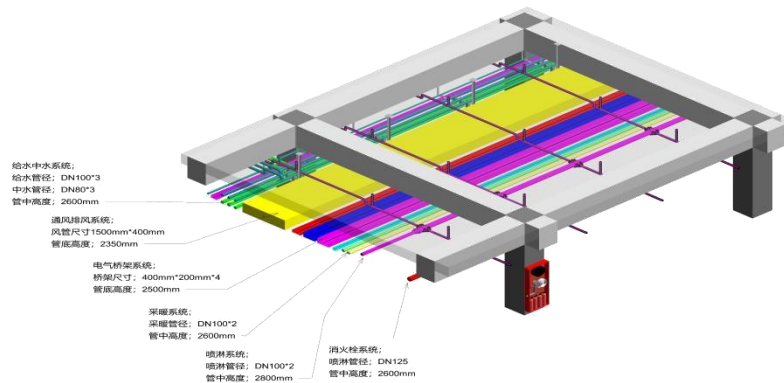 给水中水系统；
给水管径；DN100*3
中水管径；DN80*3
管中高度；2600mm
通风排风系统；
风管尺寸1500mm*400mm
管底高度；2350mm
电气桥架系统；
桥架尺寸；400mm*200mm*4
管底高度；2500mm
采暖系统；
采暖管径；DN100*2
管中高度；2600mm
喷淋系统；
喷淋管径；DN100*2
管中高度；2800mm
消火栓系统；
喷淋管径；DN125
管中高度；2600mm